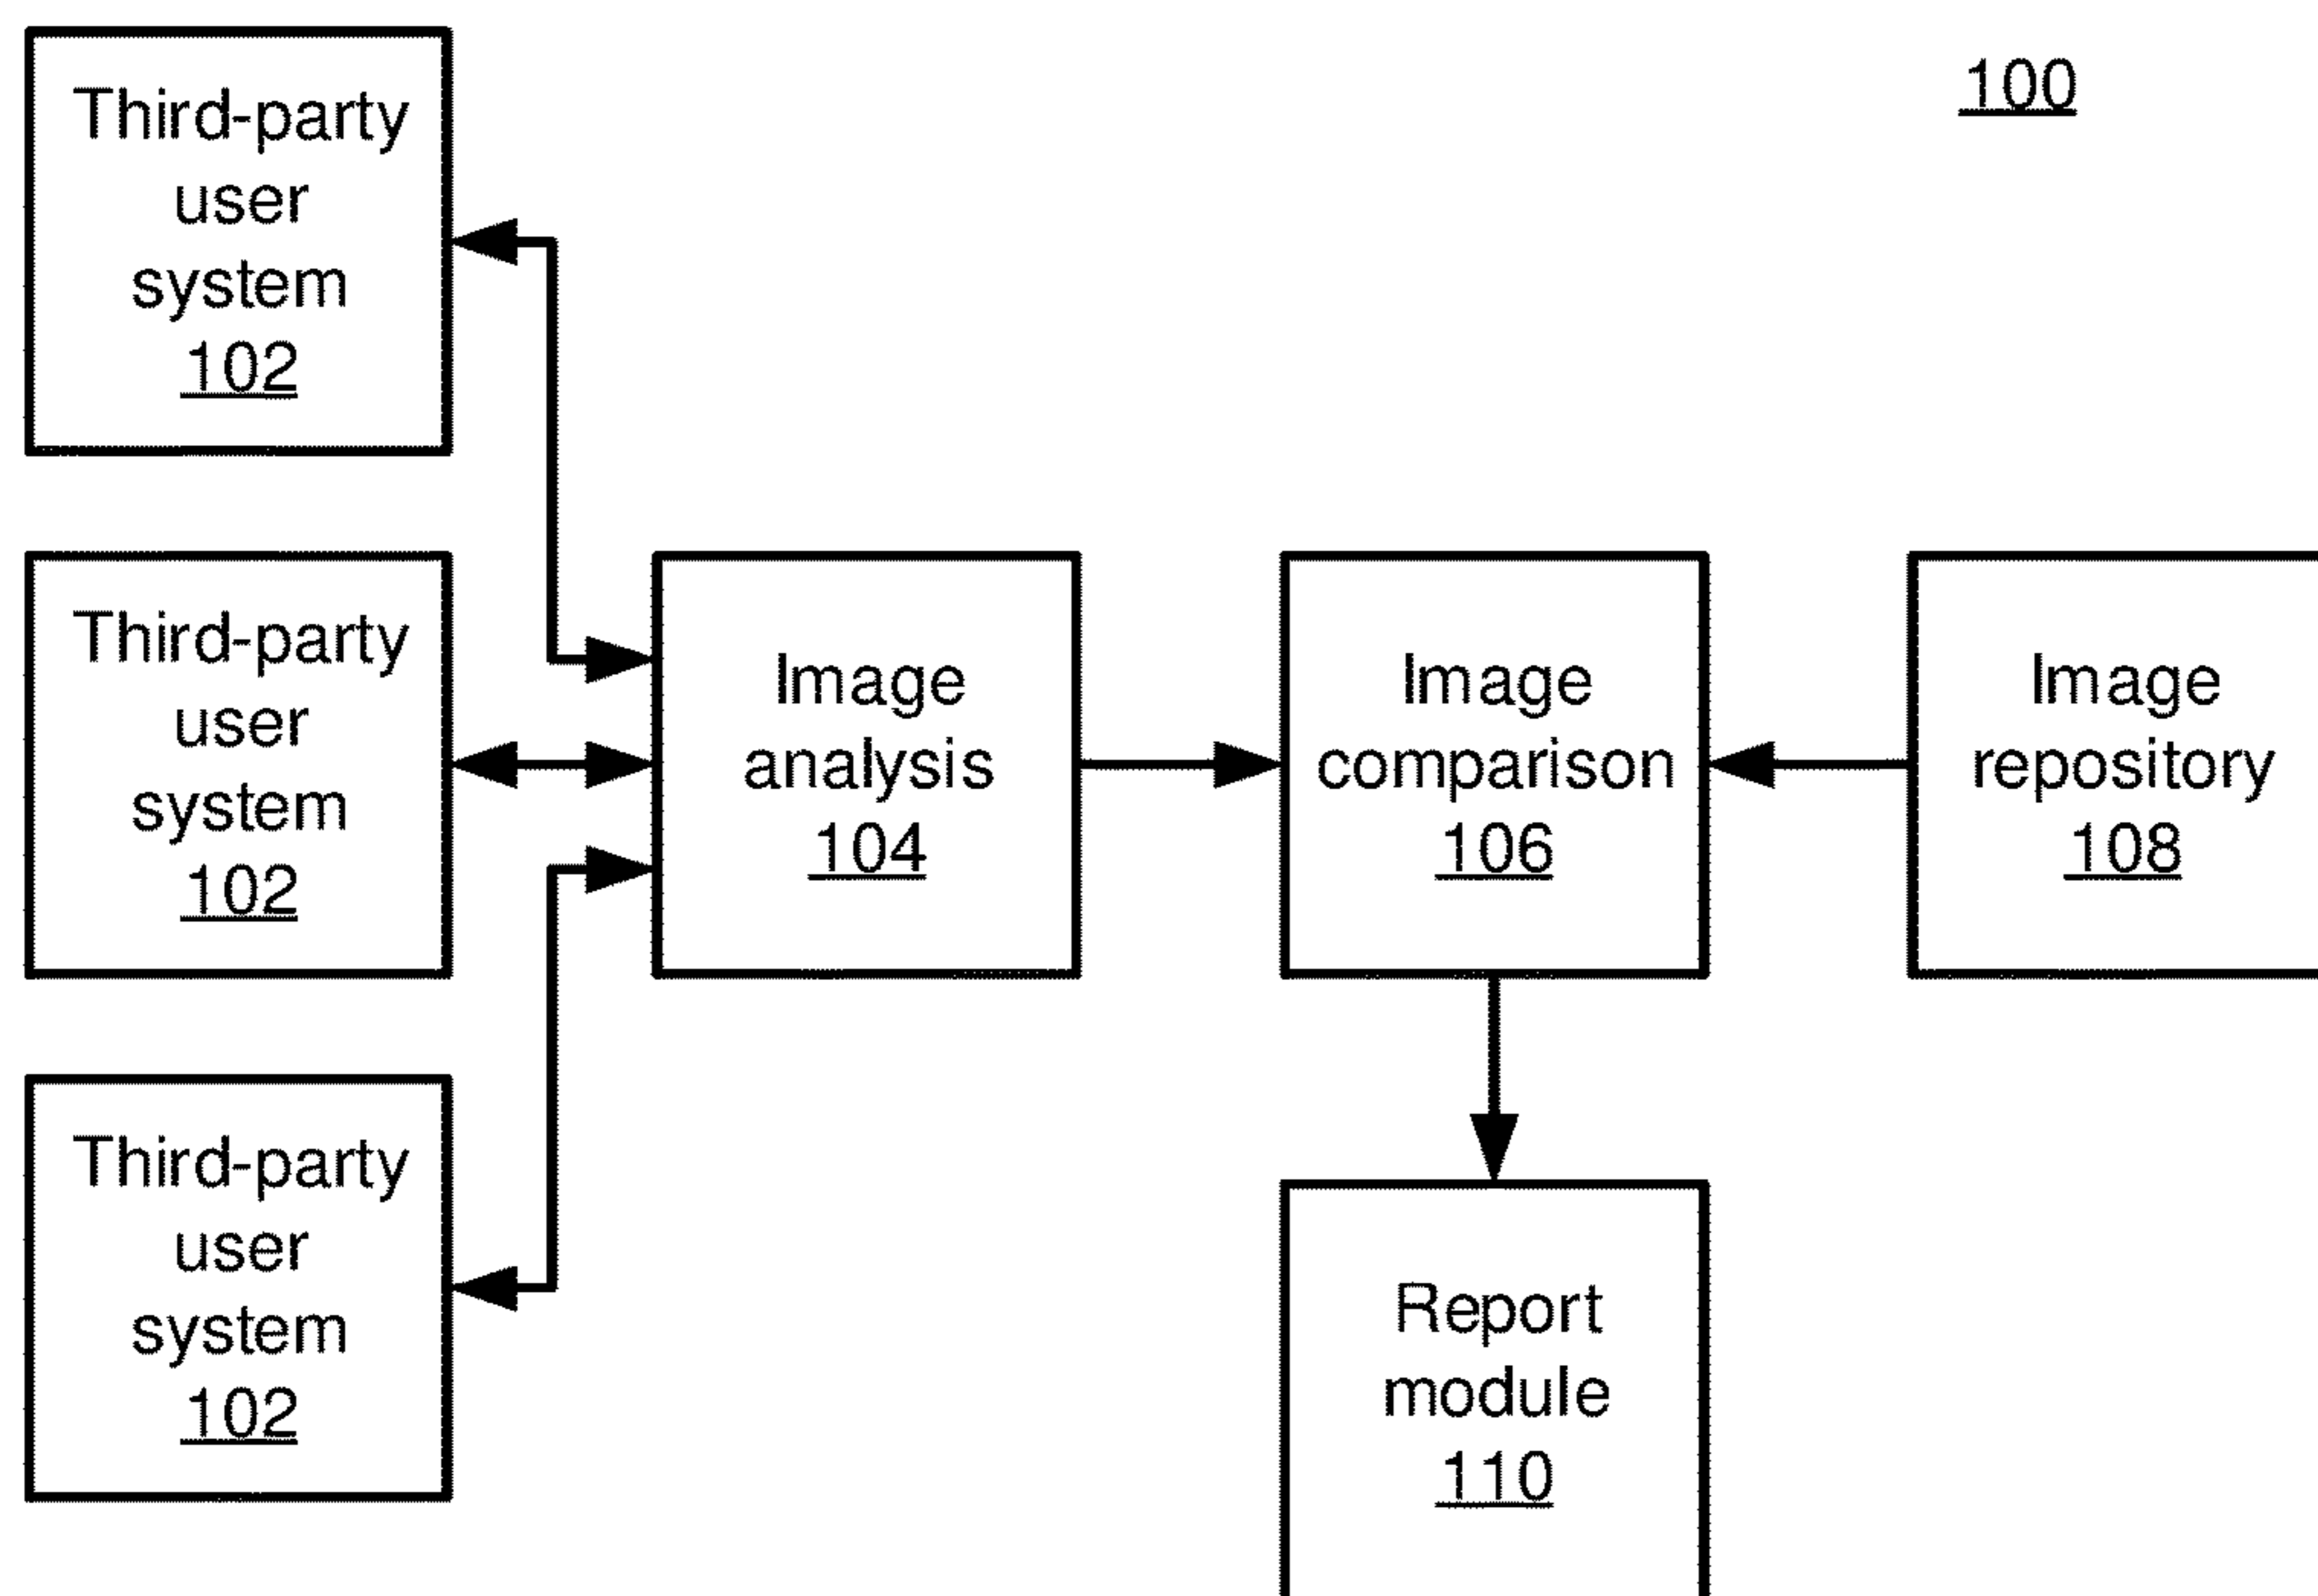 100
Third-party
user
system
102
Third-party
user
system
102
Image
analysis
104
Image
comparison
106
Image
repository
108
Third-party
user
system
102
Report
module
110